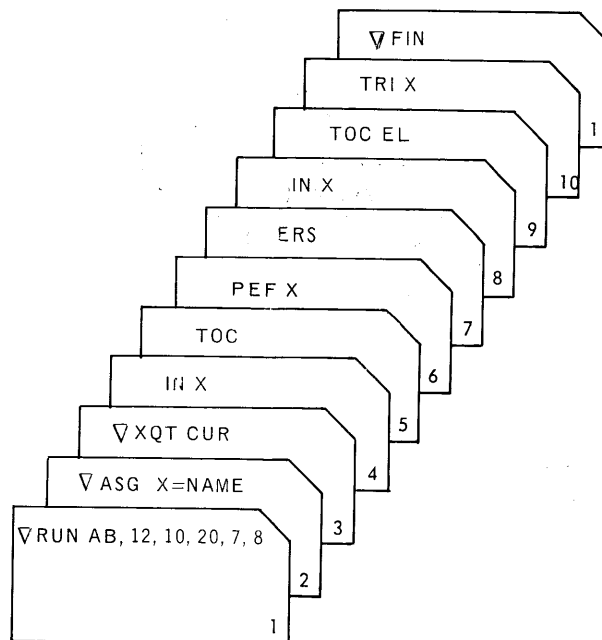 ▽ FIN
TRI X
1
TOC EL
10
IN X
9
ERS
8
PEF X
7
TOC
6
IN X
5
▽ XQT CUR
4
▽ ASG X=NAME
3
▽ RUN AB, 12, 10, 20, 7, 8
2
1